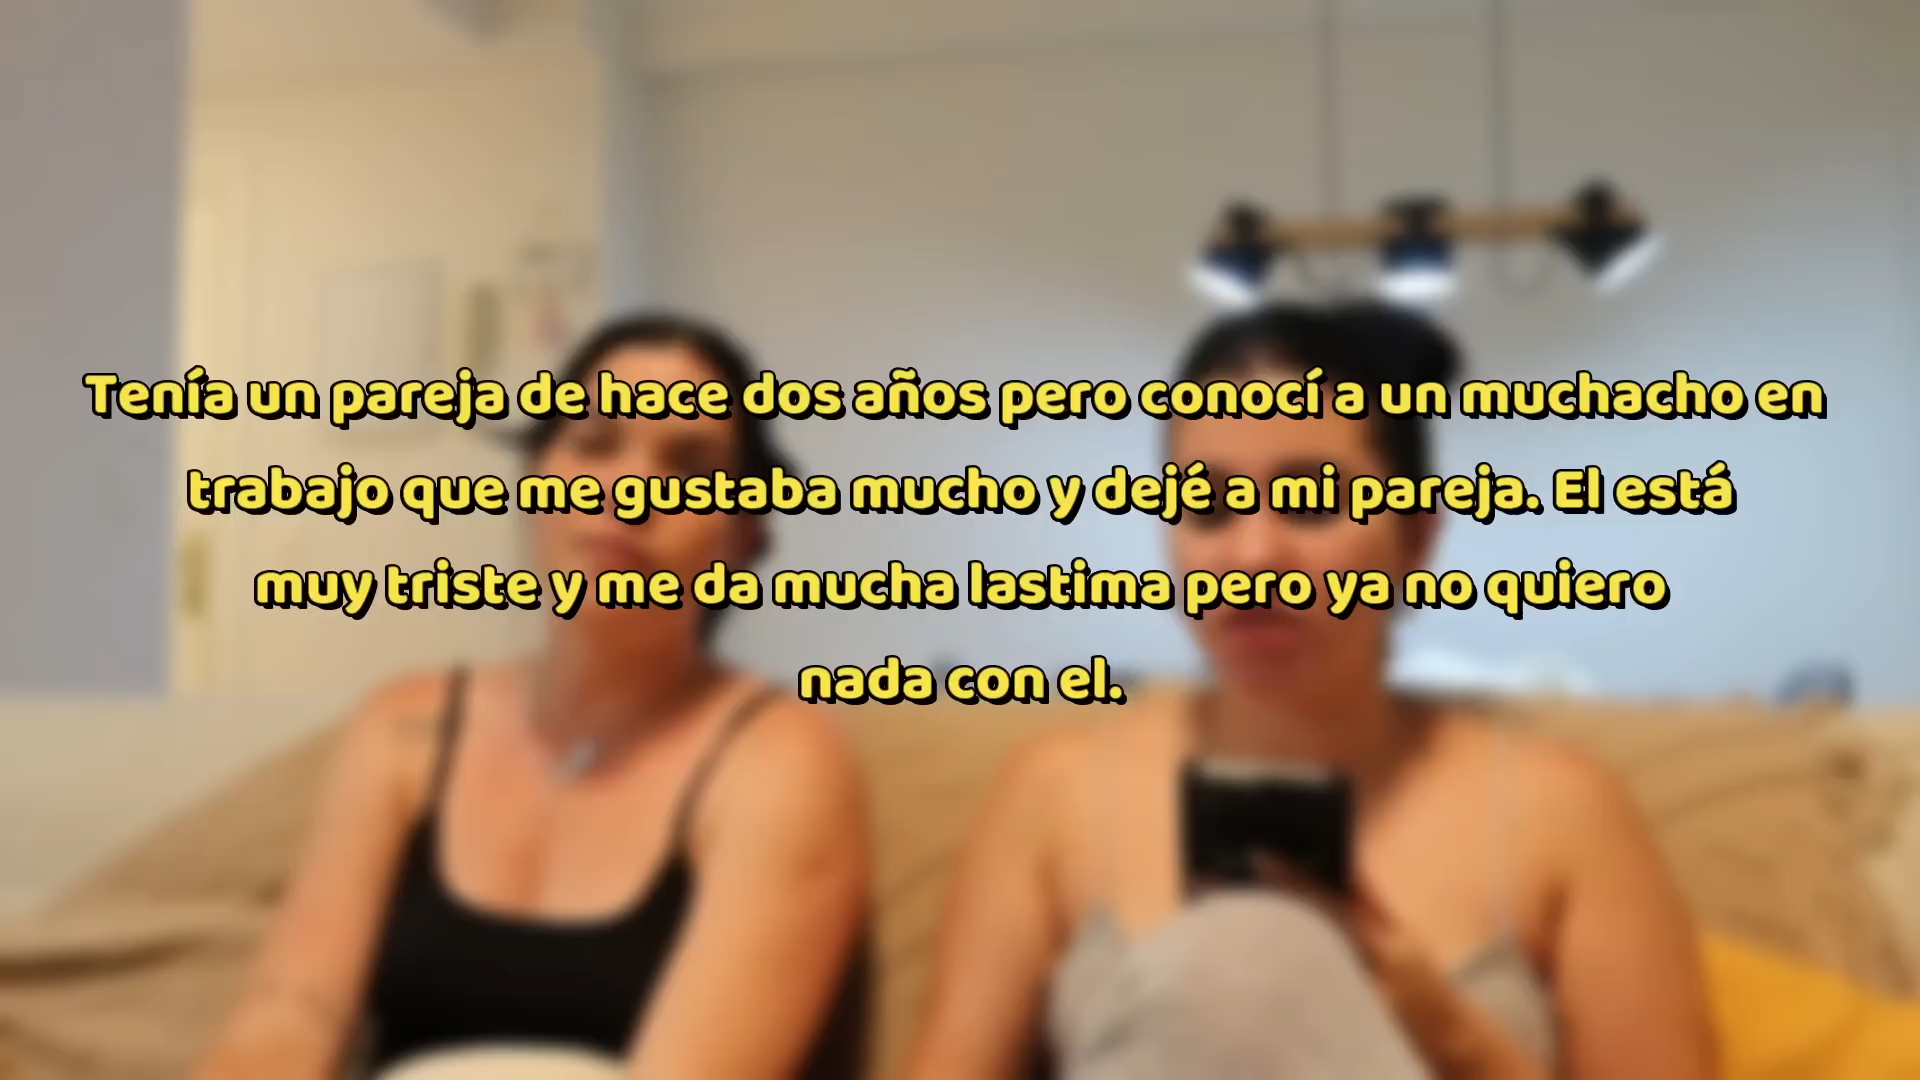 Tenía un pareja de hace dos años pero conocí a un muchacho en
trabajo que me gustaba mucho y dejé a mi pareja. El está
muy triste y me da mucha lastima pero ya no quiero
nada con el.